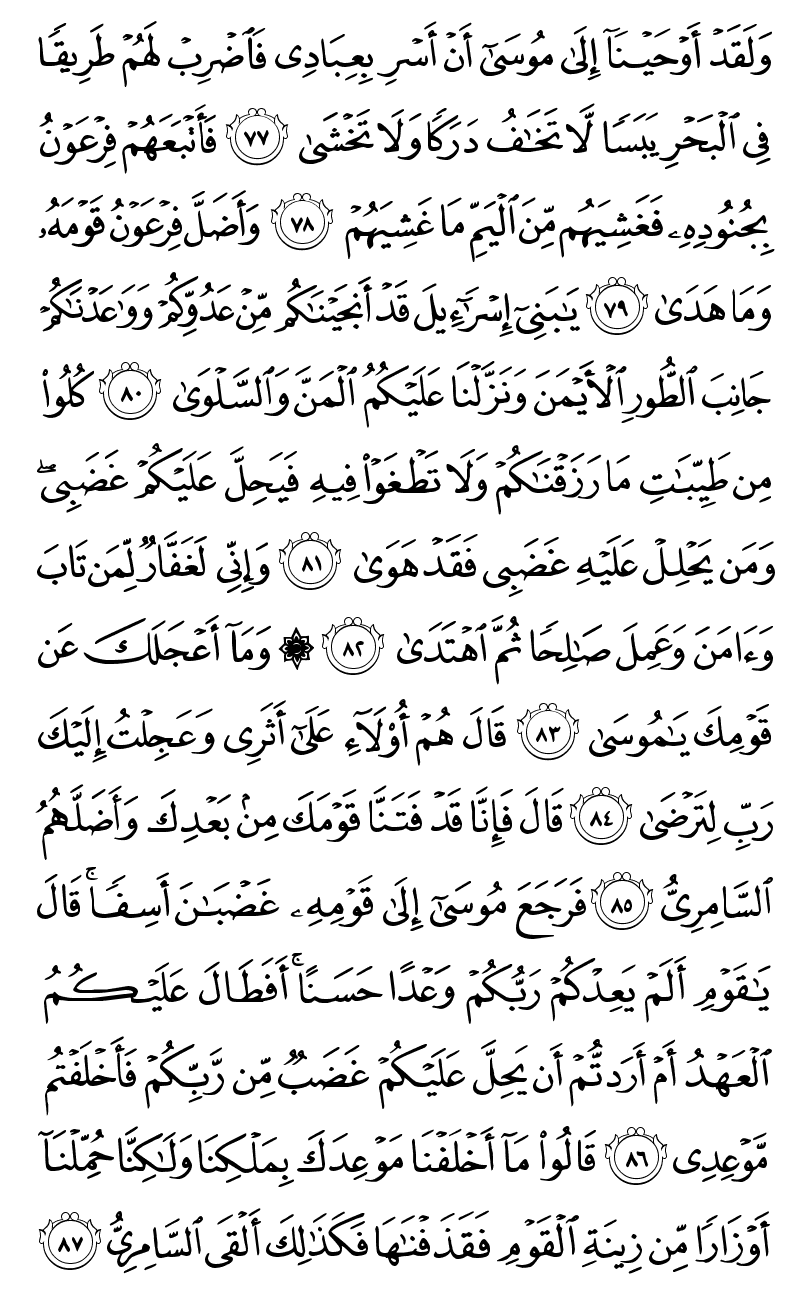 وَلَقَدۡ أَوۡحَيۡنَآ إِلَىٰ مُوسَىٰٓ أَنۡ أَسۡرِ بِعِبَادِي فَٱضۡرِبۡ لَهُمۡ طَرِيقٗا
فِي ٱلۡبَحۡرِ يَبَسٗا لَّا تَخَٰفُ دَرَكٗا وَلَا تَخۡشَىٰ ٧٧ فَأَتۡبَعَهُمۡ فِرۡعَوۡنُ
بِجُنُودِهِۦ فَغَشِيَهُم مِّنَ ٱلۡيَمِّ مَا غَشِيَهُمۡ ٧٨ وَأَضَلَّ فِرۡعَوۡنُ قَوۡمَهُۥ
وَمَا هَدَىٰ ٧٩ يَٰبَنِيٓ إِسۡرَٰٓءِيلَ قَدۡ أَنجَيۡنَٰكُم مِّنۡ عَدُوِّكُمۡ وَوَٰعَدۡنَٰكُمۡ
جَانِبَ ٱلطُّورِ ٱلۡأَيۡمَنَ وَنَزَّلۡنَا عَلَيۡكُمُ ٱلۡمَنَّ وَٱلسَّلۡوَىٰ ٨٠ كُلُواْ
مِن طَيِّبَٰتِ مَا رَزَقۡنَٰكُمۡ وَلَا تَطۡغَوۡاْ فِيهِ فَيَحِلَّ عَلَيۡكُمۡ غَضَبِيۖ
وَمَن يَحۡلِلۡ عَلَيۡهِ غَضَبِي فَقَدۡ هَوَىٰ ٨١ وَإِنِّي لَغَفَّارٞ لِّمَن تَابَ
وَءَامَنَ وَعَمِلَ صَٰلِحٗا ثُمَّ ٱهۡتَدَىٰ ٨٢ ۞ وَمَآ أَعۡجَلَكَ عَن
قَوۡمِكَ يَٰمُوسَىٰ ٨٣ قَالَ هُمۡ أُوْلَآءِ عَلَىٰٓ أَثَرِي وَعَجِلۡتُ إِلَيۡكَ
رَبِّ لِتَرۡضَىٰ ٨٤ قَالَ فَإِنَّا قَدۡ فَتَنَّا قَوۡمَكَ مِنۢ بَعۡدِكَ وَأَضَلَّهُمُ
ٱلسَّامِرِيُّ ٨٥ فَرَجَعَ مُوسَىٰٓ إِلَىٰ قَوۡمِهِۦ غَضۡبَٰنَ أَسِفٗاۚ قَالَ
يَٰقَوۡمِ أَلَمۡ يَعِدۡكُمۡ رَبُّكُمۡ وَعۡدًا حَسَنًاۚ أَفَطَالَ عَلَيۡكُمُ
ٱلۡعَهۡدُ أَمۡ أَرَدتُّمۡ أَن يَحِلَّ عَلَيۡكُمۡ غَضَبٞ مِّن رَّبِّكُمۡ فَأَخۡلَفۡتُم
مَّوۡعِدِي ٨٦ قَالُواْ مَآ أَخۡلَفۡنَا مَوۡعِدَكَ بِمَلۡكِنَا وَلَٰكِنَّا حُمِّلۡنَآ
أَوۡزَارٗا مِّن زِينَةِ ٱلۡقَوۡمِ فَقَذَفۡنَٰهَا فَكَذَٰلِكَ أَلۡقَى ٱلسَّامِرِيُّ ٨٧